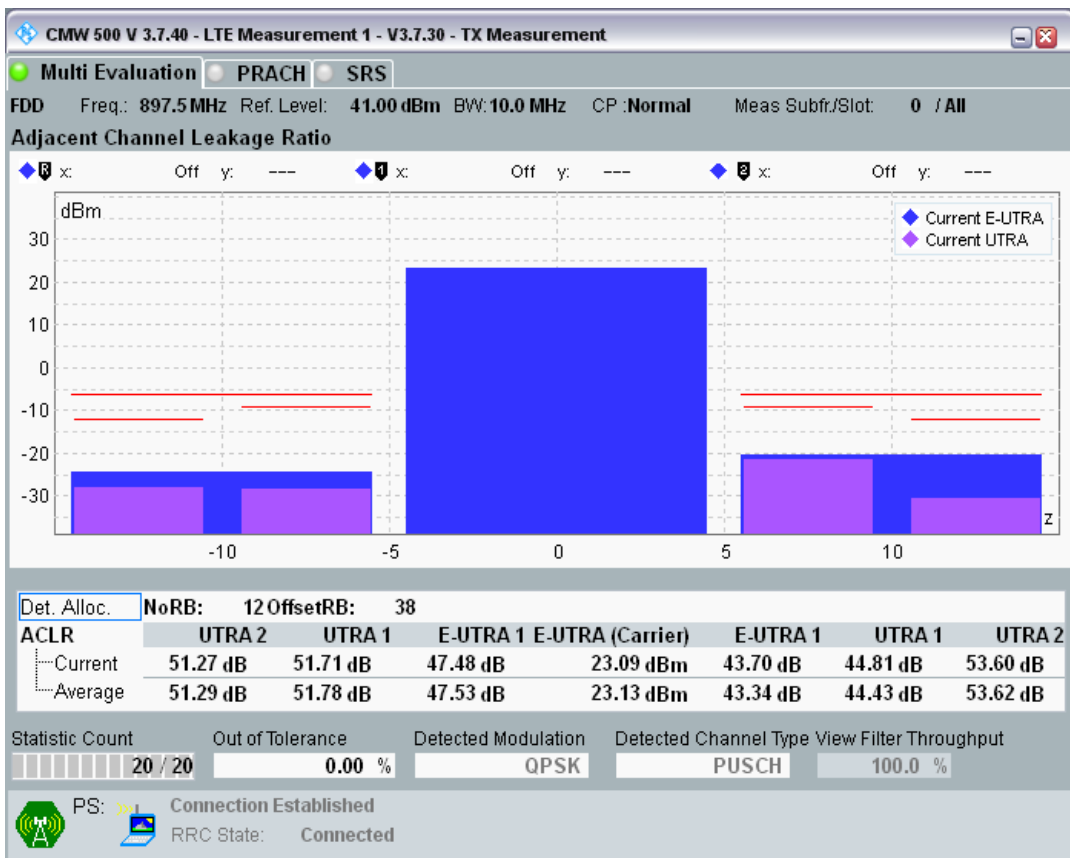 CMW 500 V 3.7.40 - LTE Measurement 1 - V3.7.30 - TX Measurement
Multi Evaluation PRACH SRS
FDD Freq.: 897.5 MHz Ref. Level: 41.00 dBm BW: 10.0 MHz CP :Normal Meas Subfr./Slot: 0 / All
Adjacent Channel Leakage Ratio
R x: Off y: --- 1 x: Off y: --- 2 x: Off y: ---
dBm
Current E-UTRA
Current UTRA
30
20
10
0
-10
-20
-30
z
-10 -5 0 5 10
Det. Alloc. NoRB: 12 OffsetRB: 38
ACLR UTRA 2 UTRA 1 E-UTRA 1 E-UTRA (Carrier) E-UTRA 1 UTRA 1 UTRA 2
Current 51.27 dB 51.71 dB 47.48 dB 23.09 dBm 43.70 dB 44.81 dB 53.60 dB
Average 51.29 dB 51.78 dB 47.53 dB 23.13 dBm 43.34 dB 44.43 dB 53.62 dB
Statistic Count Out of Tolerance Detected Modulation Detected Channel Type View Filter Throughput
20 / 20 0.00 % QPSK PUSCH 100.0 %
PS: Connection Established
RRC State: Connected